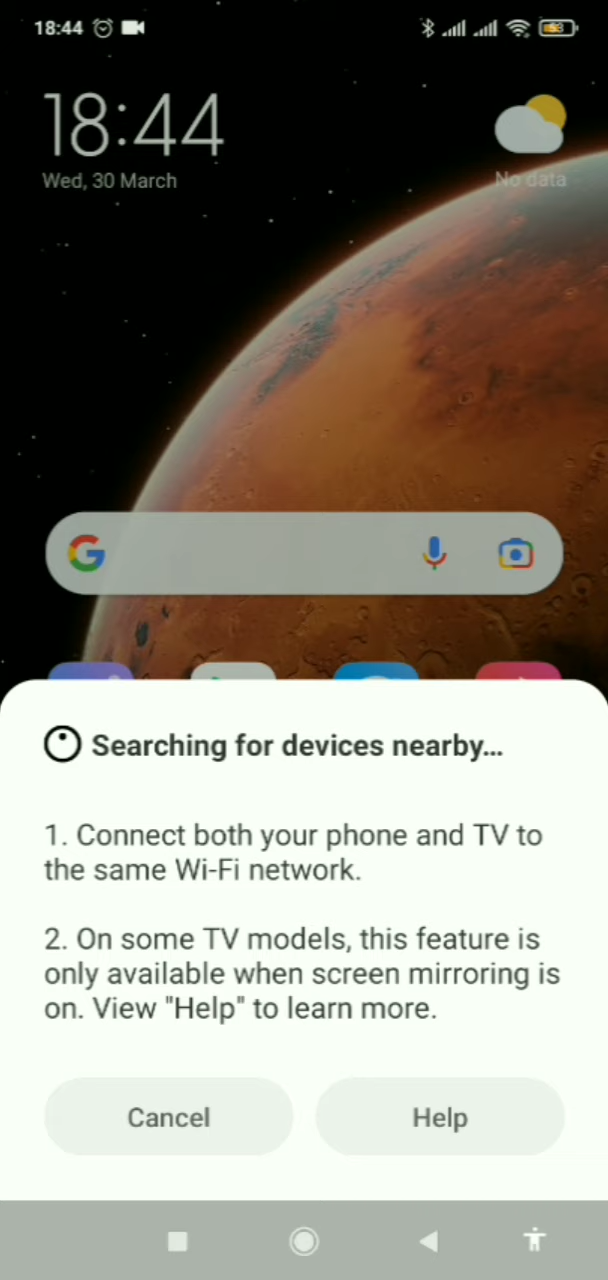 18:44
53
18:44
Wed, 30 March
No data
Searching for devices nearby...
1. Connect both your phone and TV to
the same Wi-Fi network.
2. On some TV models, this feature is
only available when screen mirroring is
on. View "Help" to learn more.
Cancel
Help